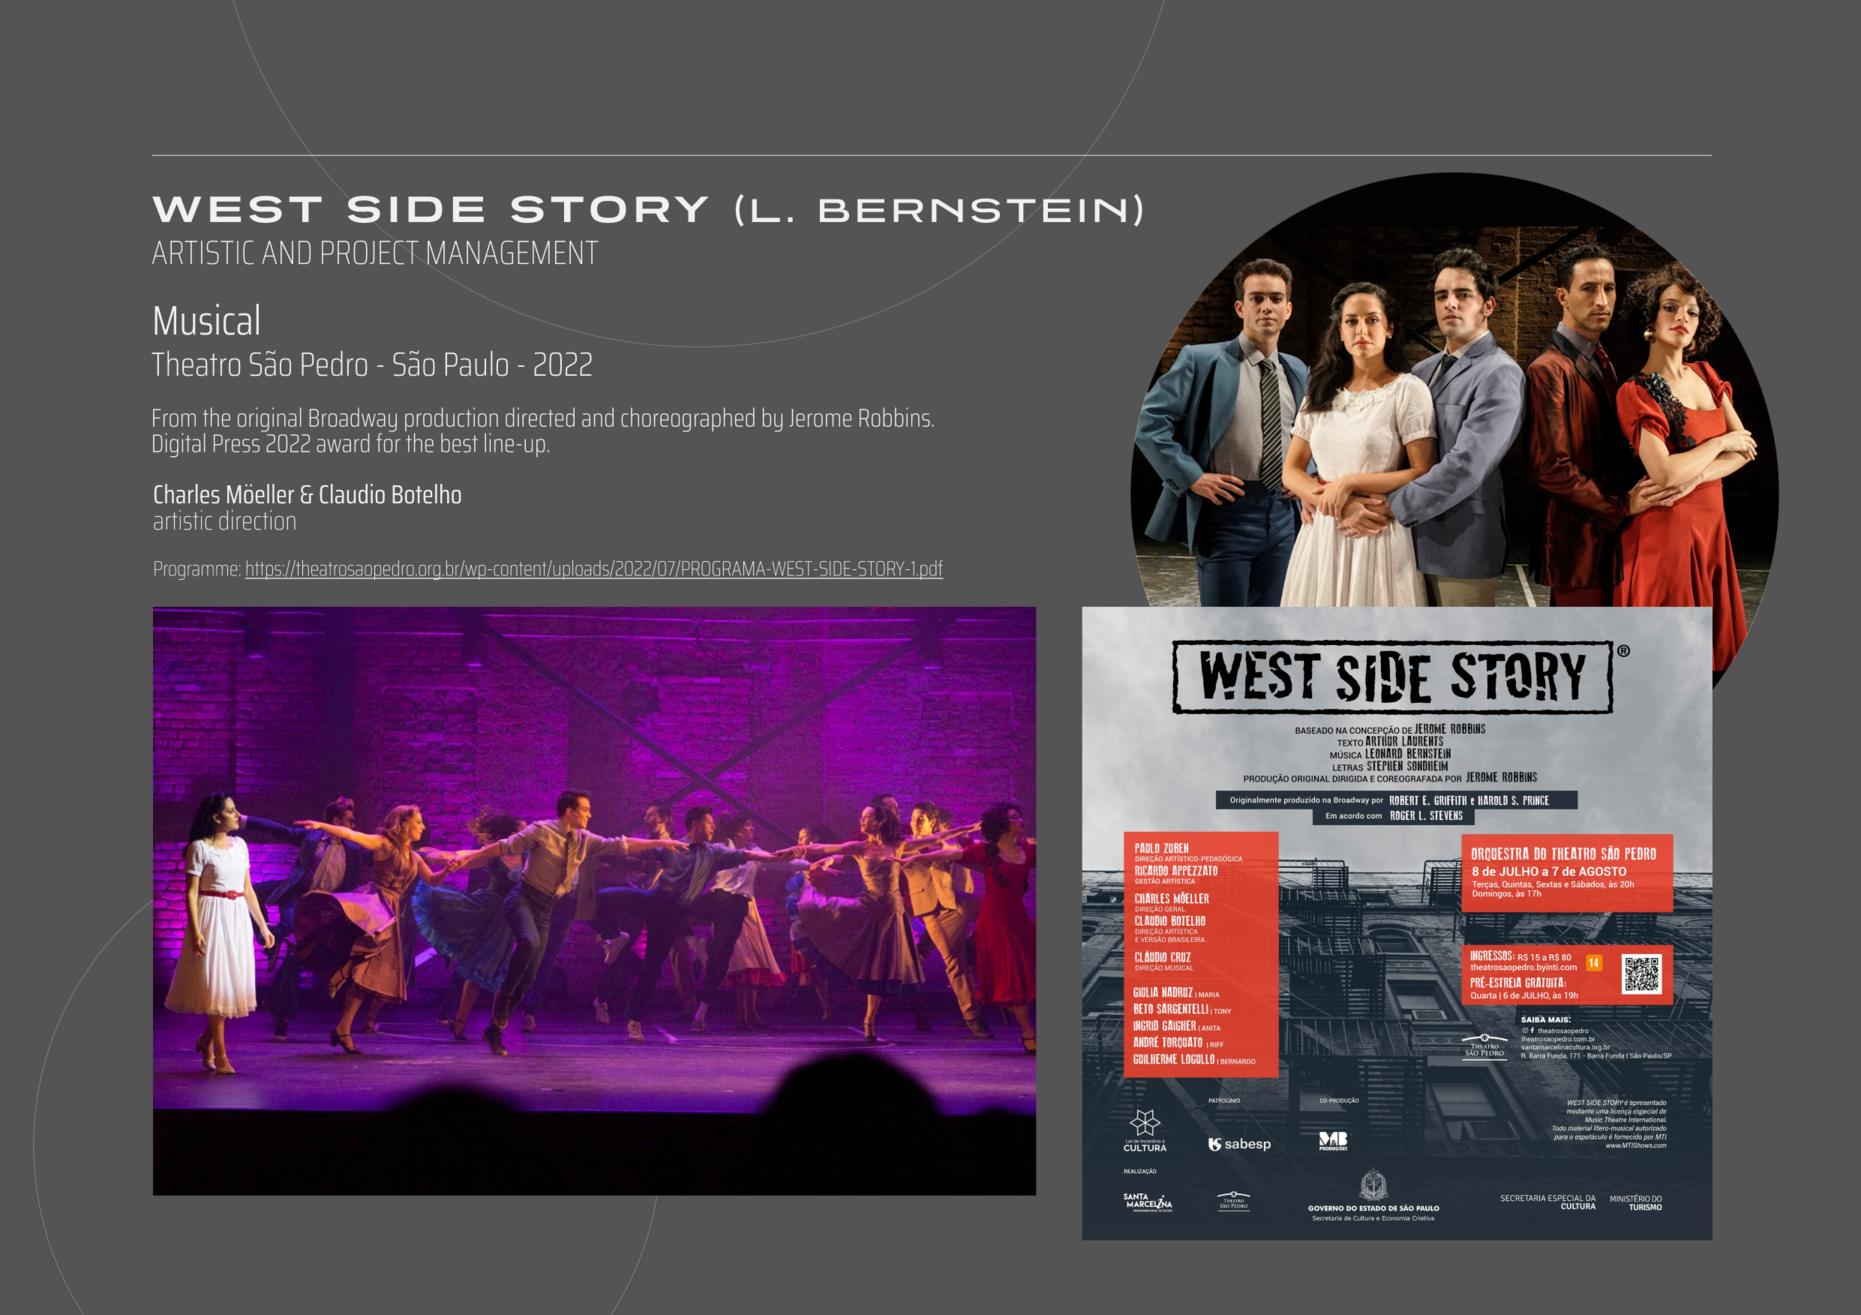 WEST SIDE STORY (L. BERNSTEIN)
ARTISTIC AND PROJECT MANAGEMENT
Musical
Theatro São Pedro - São Paulo - 2022
From the original Broadway production directed and choreographed by Jerome Robbins.
Digital Press 2022 award for the best line-up.
Charles Möeller & Claudio Botelho
artistic direction
Programme: https://theatrosaopedro.org.br/wp-content/uploads/2022/07/PROGRAMA-WEST-SIDE-STORY-1.pdf
WEST SIDE STORY ®
BASEADO NA CONCEPÇÃO DE JEROME ROBBINS
TEXTO ARTHUR LAURENTS
MÚSICA LEONARD BERNSTEIN
LETRAS STEPHEN SONDHEIM
PRODUÇÃO ORIGINAL DIRIGIDA E COREOGRAFADA POR JEROME ROBBINS
Originalmente produzido na Broadway por ROBERT E. GRIFFITH e HAROLD S. PRINCE
Em acordo com ROGER L. STEVENS
PAULO ZUBEN
DIREÇÃO ARTÍSTICO-PEDAGÓGICA
RICARDO APPEZZATO
GESTÃO ARTÍSTICA
CHARLES MÖELLER
DIREÇÃO GERAL
CLAUDIO BOTELHO
DIREÇÃO ARTÍSTICA
E VERSÃO BRASILEIRA
CLÁUDIO CRUZ
DIREÇÃO MUSICAL
GIULIA NADRUZ | MARIA
BETO SARGENTELLI | TONY
INGRID GAIGHER | ANITA
ANDRÉ TORQUATO | RIFF
GUILHERME LOGULLO | BERNARDO
ORQUESTRA DO THEATRO SÃO PEDRO
8 de JULHO a 7 de AGOSTO
Terças, Quintas, Sextas e Sábados, às 20h
Domingos, às 17h
INGRESSOS: R$ 15 a R$ 80
theatrosaopedro.byinti.com
14
PRÉ-ESTREIA GRATUITA:
Quarta | 6 de JULHO, às 19h
SAIBA MAIS:
theatrosaopedro
theatrosaopedro.com.br
santamarcelinacultura.org.br
R. Barra Funda, 171 - Barra Funda | São Paulo/SP
THEATRO
SÃO PEDRO
PATROCÍNIO
CO-PRODUÇÃO
Lei de Incentivo à
CULTURA
sabesp
M&B
PRODUÇÕES
WEST SIDE STORY é apresentado
mediante uma licença especial de
Music Theatre International.
Todo material lítero-musical autorizado
para o espetáculo é fornecido por MTI
www.MTIShows.com
REALIZAÇÃO
SANTA
MARCELINA
THEATRO
SÃO PEDRO
GOVERNO DO ESTADO DE SÃO PAULO
Secretaria de Cultura e Economia Criativa
SECRETARIA ESPECIAL DA
CULTURA
MINISTÉRIO DO
TURISMO